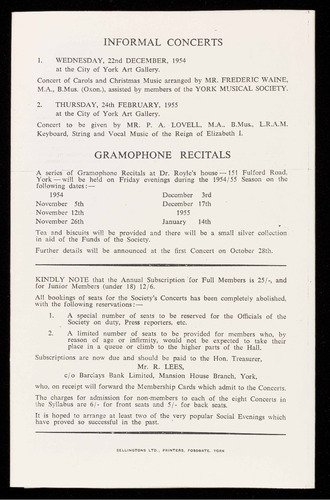 INFORMAL CONCERTS
1. WEDNESDAY, 22nd DECEMBER, 1954
at the City of York Art Gallery.
Concert of Carols and Christmas Music arranged by MR. FREDERIC WAINE,
M.A., B.Mus. (Oxon.), assisted by members of the YORK MUSICAL SOCIETY.
2. THURSDAY, 24th FEBRUARY, 1955
at the City of York Art Gallery.
Concert to be given by MR. P. A. LOVELL, M.A., B.Mus., L.R.A.M.
Keyboard, String and Vocal Music of the Reign of Elizabeth I.
GRAMOPHONE RECITALS
A series of Gramophone Recitals at Dr. Royle's house—151 Fulford Road,
York—will be held on Friday evenings during the 1954/55 Season on the
following dates:—
1954 December 3rd
November 5th December 17th
November 12th 1955
November 26th January 14th
Tea and biscuits will be provided and there will be a small silver collection
in aid of the Funds of the Society.
Further details will be announced at the first Concert on October 28th.
KINDLY NOTE that the Annual Subscription for Full Members is 25/-, and
for Junior Members (under 18) 12/6.
All bookings of seats for the Society's Concerts has been completely abolished,
with the following reservations:—
1. A special number of seats to be reserved for the Officials of the
Society on duty, Press reporters, etc.
2. A limited number of seats to be provided for members who, by
reason of age or infirmity, would not be expected to take their
place in a queue or climb to the higher parts of the Hall.
Subscriptions are now due and should be paid to the Hon. Treasurer,
Mr. R. LEES,
c/o Barclays Bank Limited, Mansion House Branch, York,
who, on receipt will forward the Membership Cards which admit to the Concerts.
The charges for admission for non-members to each of the eight Concerts in
the Syllabus are 6/- for front seats and 5/- for back seats.
It is hoped to arrange at least two of the very popular Social Evenings which
have proved so successful in the past.
SELLINGTONS LTD., PRINTERS, FOSSGATE, YORK